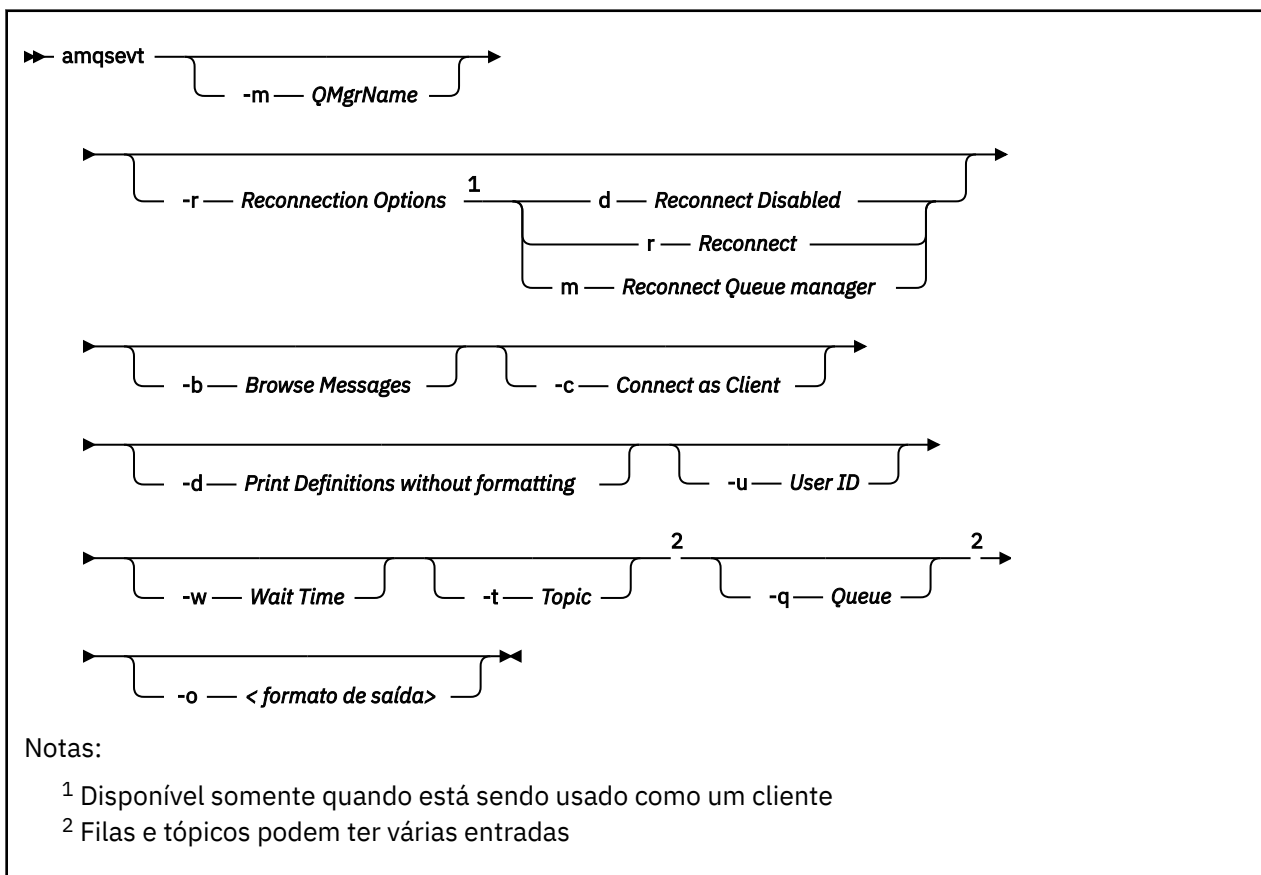 amqsevt
-m QMgrName
-r Reconnection Options 1 d Reconnect Disabled
r Reconnect
m Reconnect Queue manager
-b Browse Messages -c Connect as Client
-d Print Definitions without formatting -u User ID
-w Wait Time -t Topic 2 -q Queue 2
-o < formato de saída>
Notas:
1 Disponível somente quando está sendo usado como um cliente
2 Filas e tópicos podem ter várias entradas